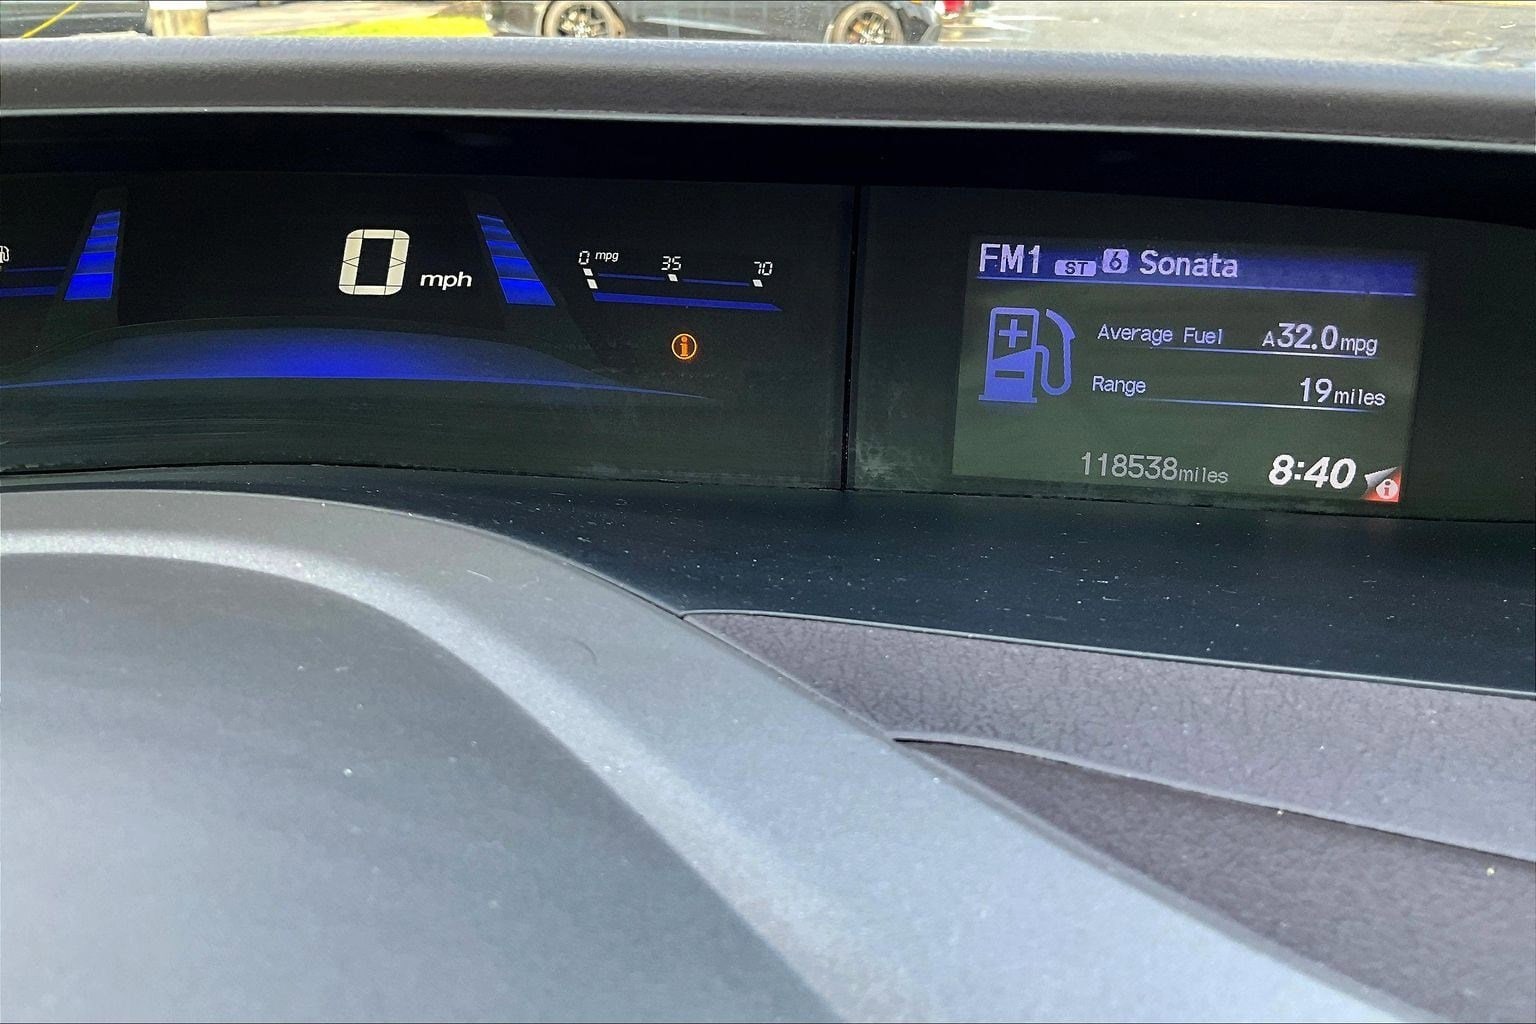 0 mph
0 mpg 35 70
FM1 ST 6 Sonata
Average Fuel A32.0mpg
Range 19miles
118538miles 8:40